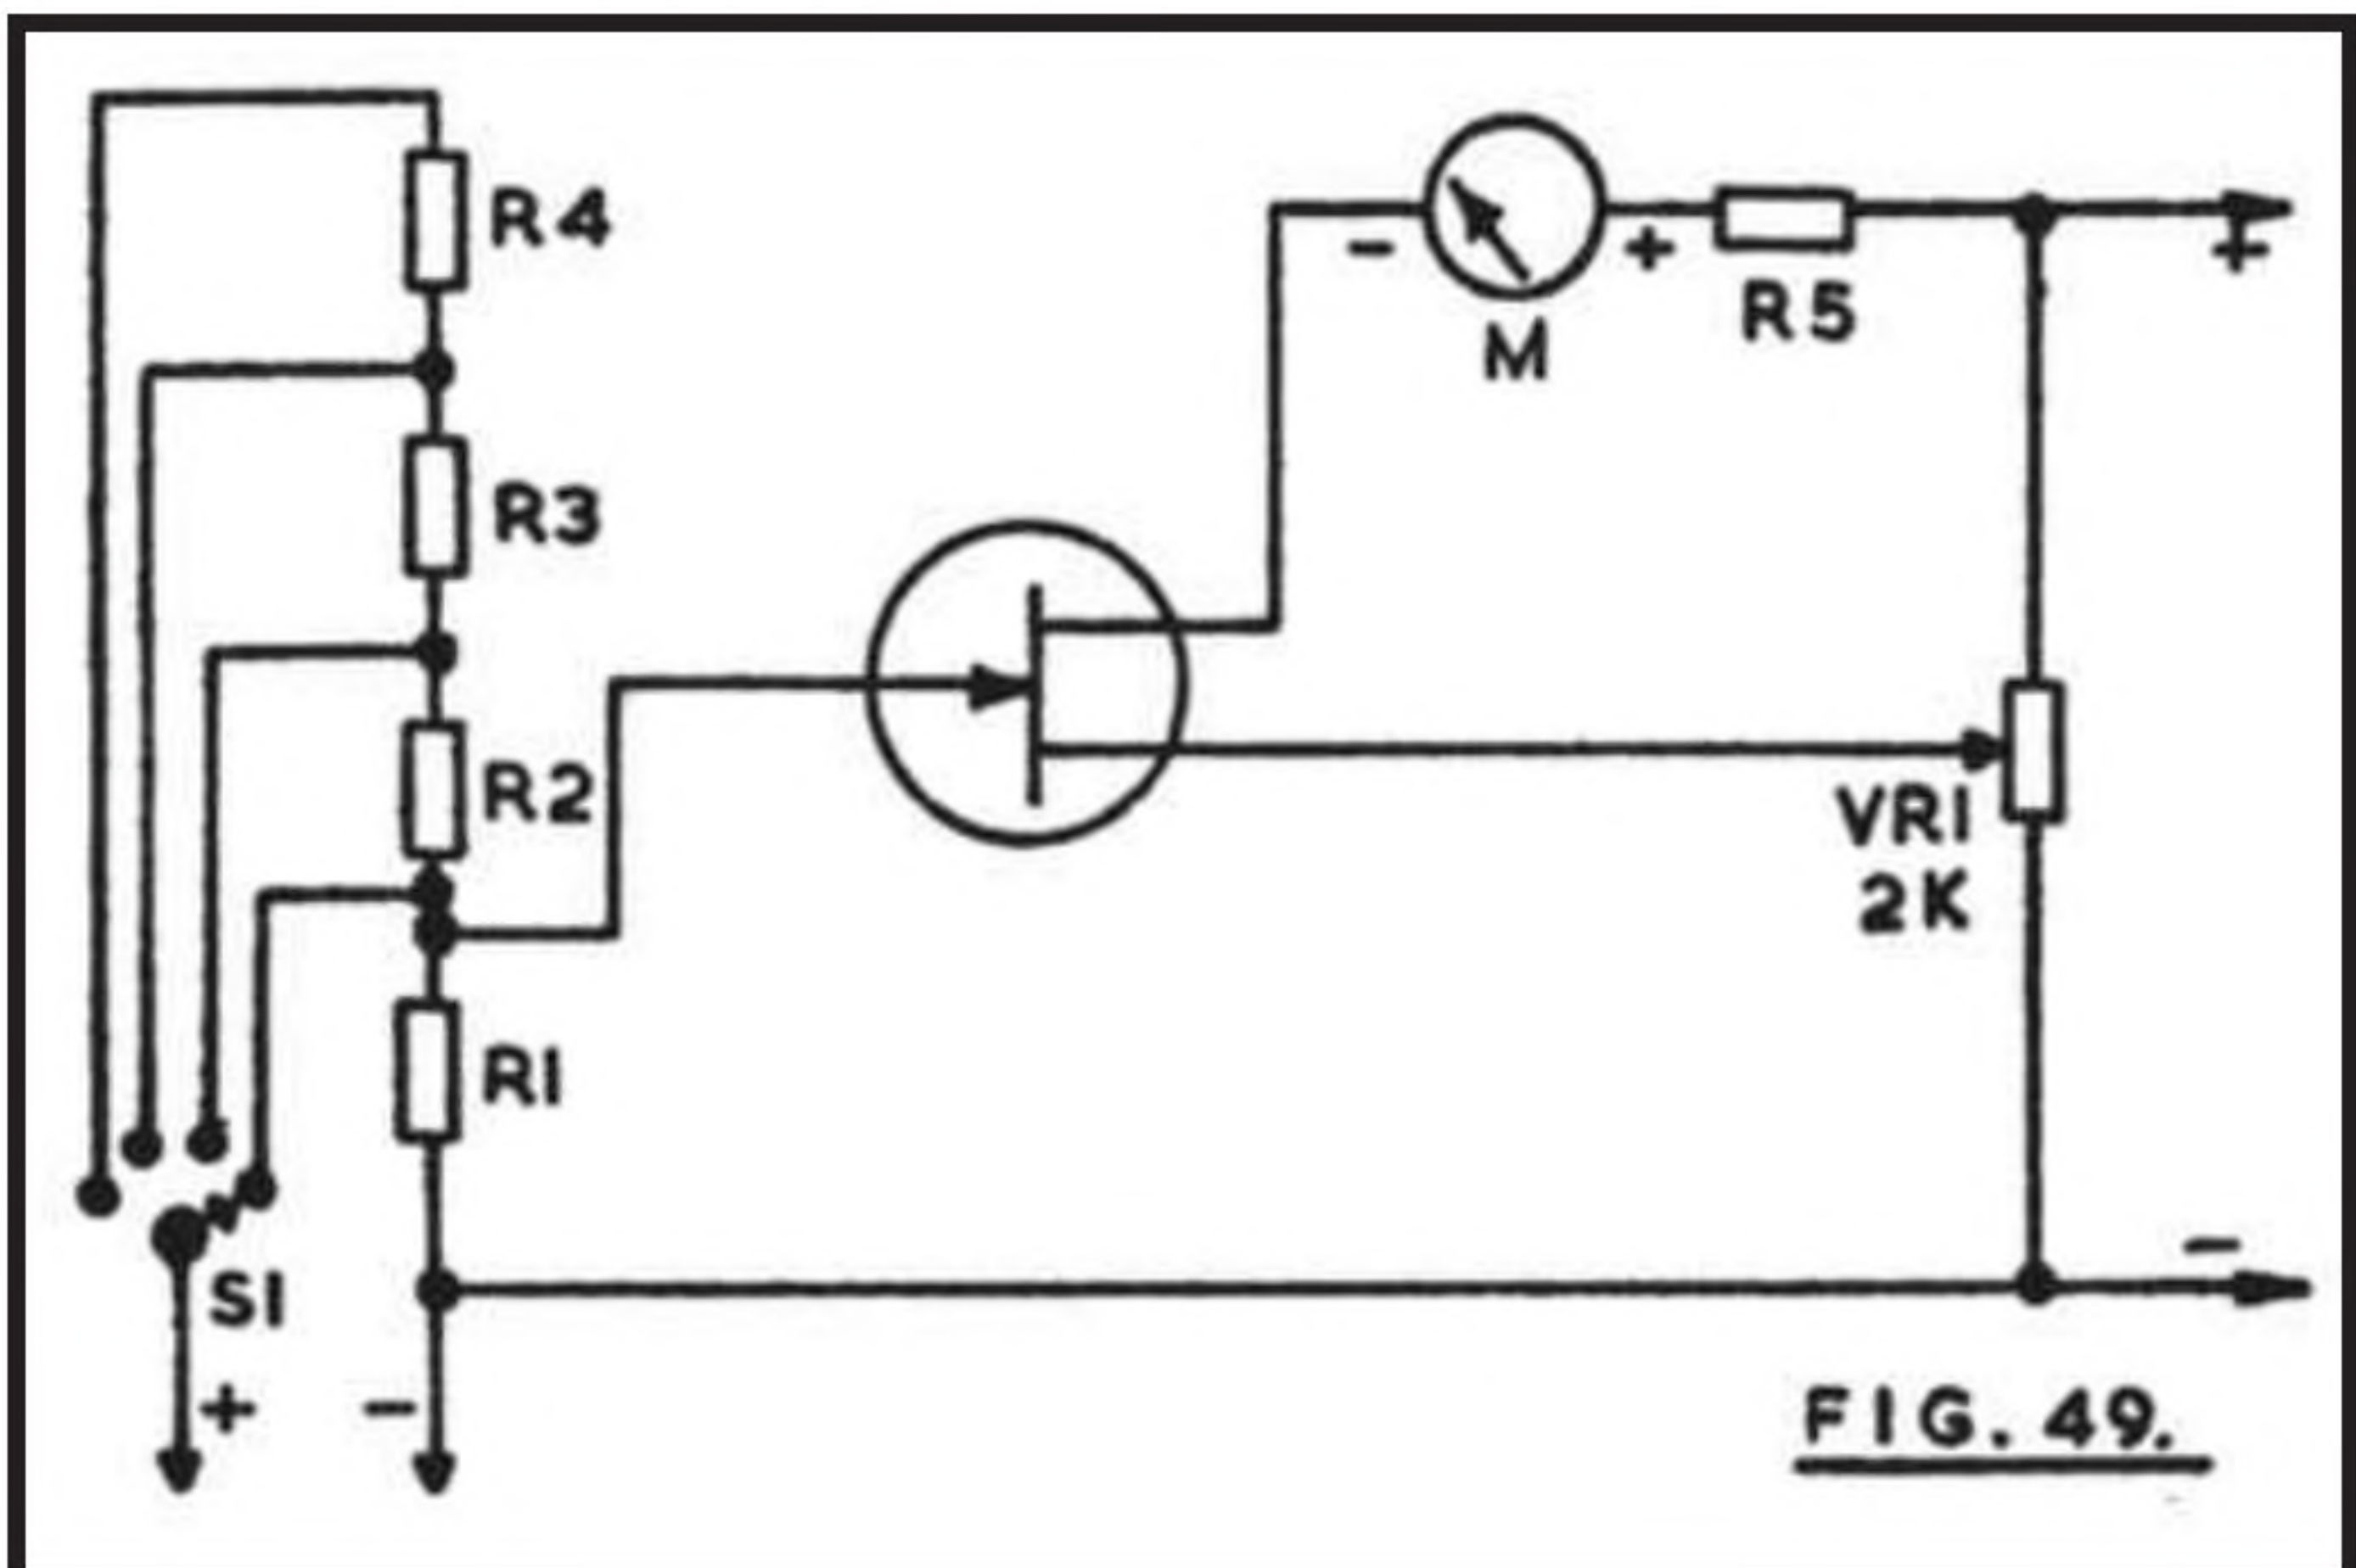 R4
- M +
R5
+
R3
R2
VR1
2K
R1
S1
-
+ -
FIG. 49.